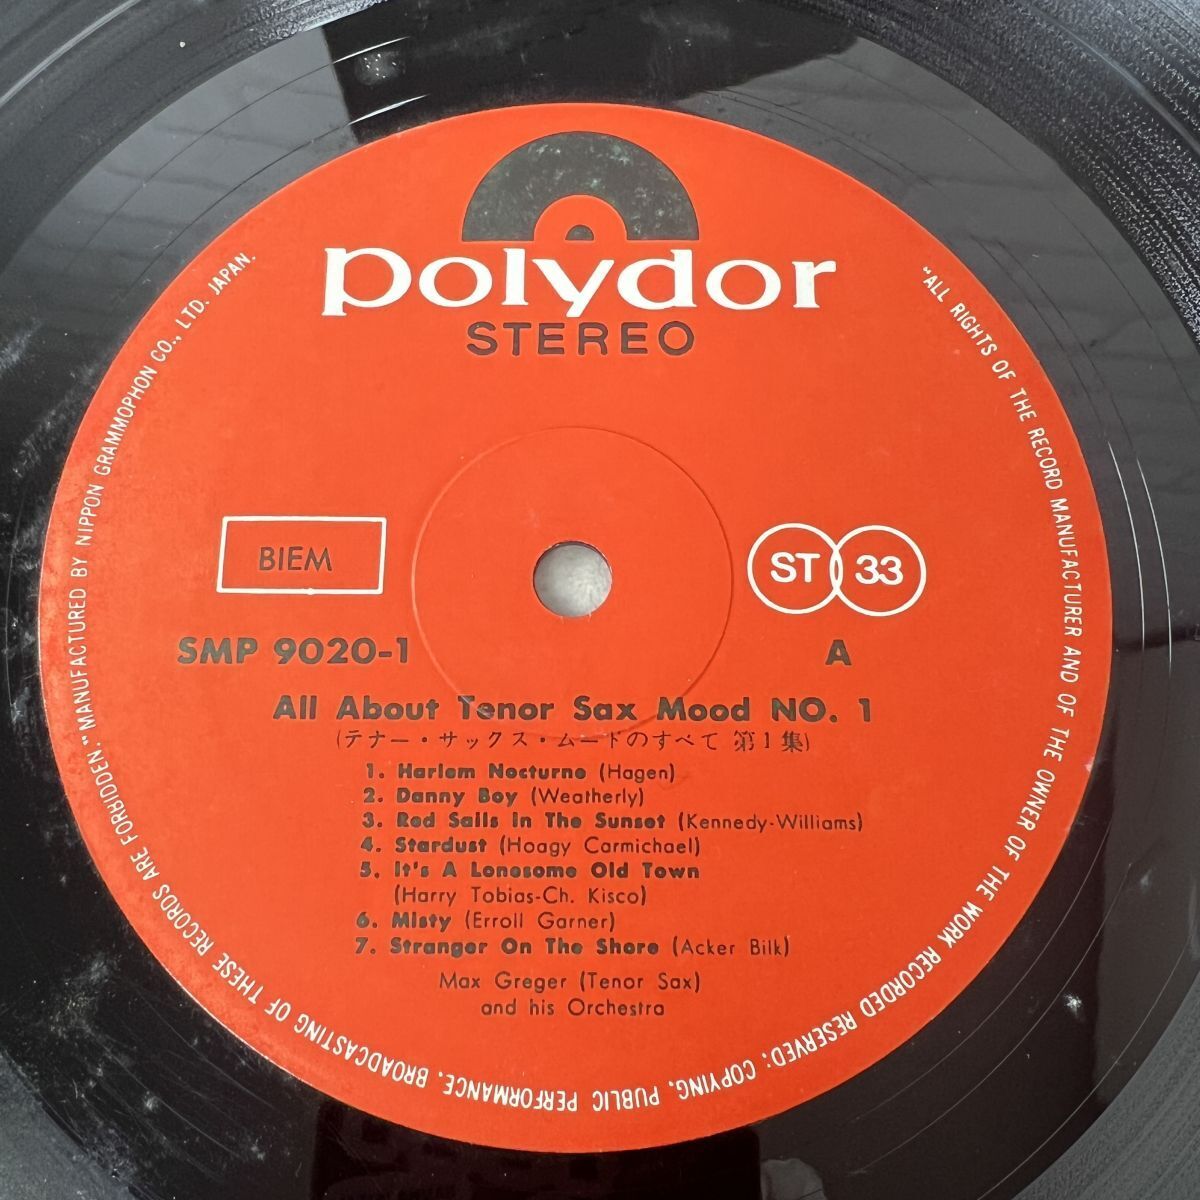 polydor
STEREO
BIEM
ST 33
SMP 9020-1
A
All About Tenor Sax Mood NO. 1
(テナー・サックス・ムードのすべて 第1集)
1. Harlem Nocturne (Hagen)
2. Danny Boy (Weatherly)
3. Red Sails In The Sunset (Kennedy-Williams)
4. Stardust (Hoagy Carmichael)
5. It's A Lonesome Old Town
(Harry Tobias-Ch. Kisco)
6. Misty (Erroll Garner)
7. Stranger On The Shore (Acker Bilk)
Max Greger (Tenor Sax)
and his Orchestra
"ALL RIGHTS OF THE RECORD MANUFACTURER AND OF THE OWNER OF THE WORK RECORDED RESERVED; COPYING, PUBLIC PERFORMANCE, BROADCASTING OF THESE RECORDS ARE FORBIDDEN." MANUFACTURED BY NIPPON GRAMMOPHON CO., LTD. JAPAN.